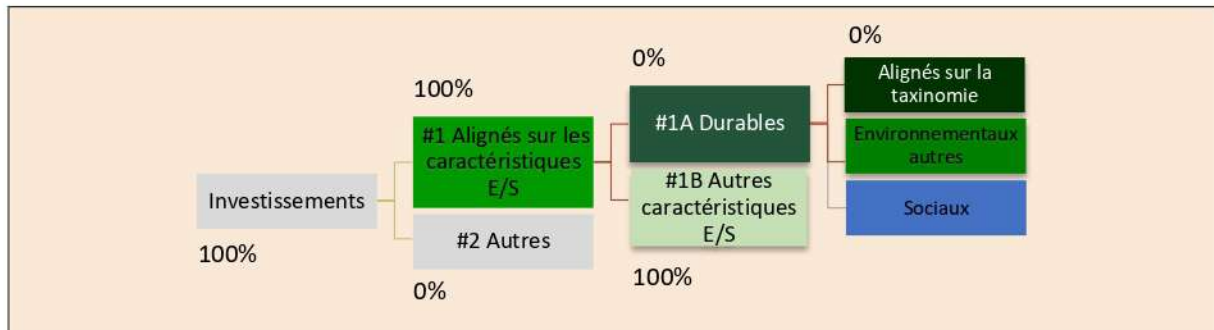 0%
Alignés sur la
taxinomie
0%
100%
#1A Durables
#1 Alignés sur les
caractéristiques
E/S
Environnementaux
autres
Investissements
#1B Autres
caractéristiques
E/S
Sociaux
#2 Autres
100%
0%
100%